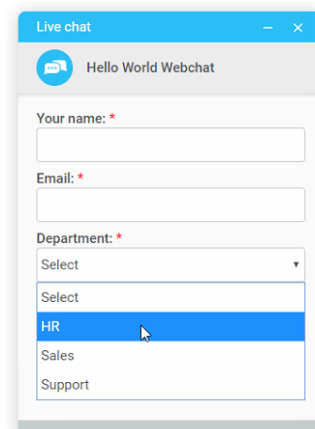 Live chat
Hello World Webchat
Your name: *
Email: *
Department: *
Select
Select
HR
Sales
Support